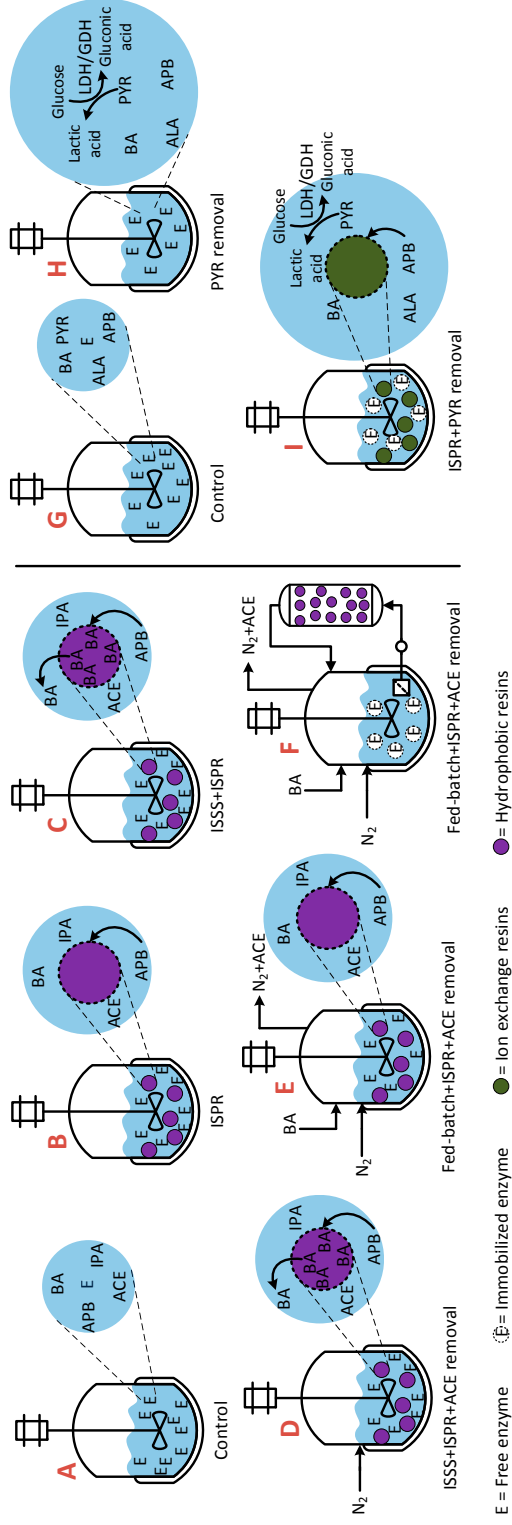 A
BA
APB E IPA
ACE
E E E E E E E E
Control
B
BA
IPA
ACE
APB
E E E E E
ISPR
C
BA
IPA
BA
BA BA
BA BA
ACE
APB
E E E E E
ISSS+ISPR
D
N2
BA
IPA
BA
BA BA
BA BA
ACE
APB
E E E E E
ISSS+ISPR+ACE removal
E
BA
N2
N2+ACE
BA
IPA
ACE
APB
E E E E E
Fed-batch+ISPR+ACE removal
F
BA
N2
N2+ACE
E E E E E
Fed-batch+ISPR+ACE removal
G
BA PYR
E
ALA APB
E E E E E E E E
Control
H
Glucose
Lactic
acid
LDH/GDH
PYR
Gluconic
acid
BA
ALA
APB
E E E E E E E
PYR removal
I
Glucose
Lactic
acid
LDH/GDH
PYR
Gluconic
acid
BA
ALA
APB
E E E E E
ISPR+PYR removal
E = Free enzyme
E = Immobilized enzyme
= Ion exchange resins
= Hydrophobic resins